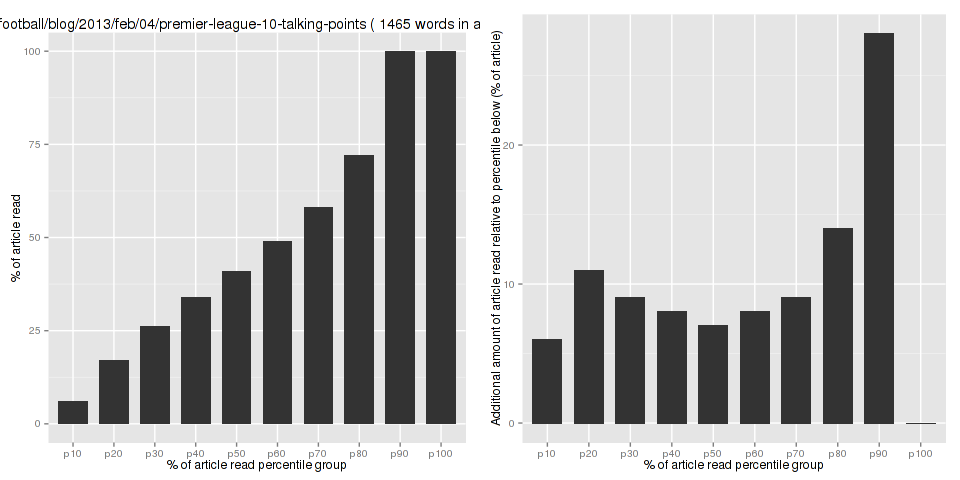 football/blog/2013/feb/04/premier-league-10-talking-points ( 1465 words in a
% of article read
100
75
50
25
0
p10 p20 p30 p40 p50 p60 p70 p80 p90 p100
% of article read percentile group
Additional amount of article read relative to percentile below (% of article)
20
10
0
p10 p20 p30 p40 p50 p60 p70 p80 p90 p100
% of article read percentile group